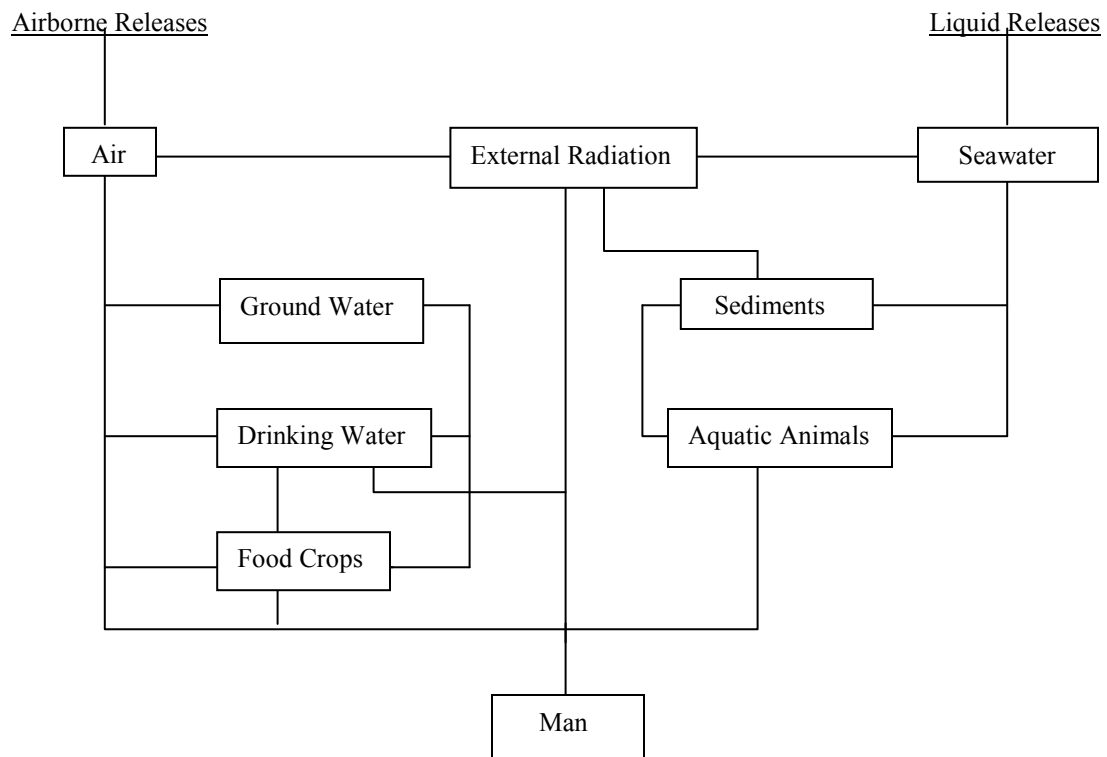 Airborne Releases
Liquid Releases
Air
External Radiation
Seawater
Ground Water
Sediments
Drinking Water
Aquatic Animals
Food Crops
Man